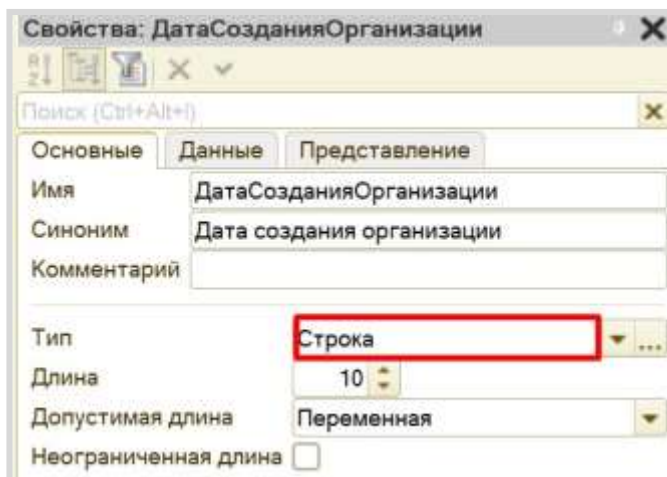 Свойства: ДатаСозданияОрганизации
Поиск (Ctrl+Alt+I)
Основные Данные Представление
Имя ДатаСозданияОрганизации
Синоним Дата создания организации
Комментарий
Тип Строка ...
Длина 10
Допустимая длина Переменная
Неограниченная длина